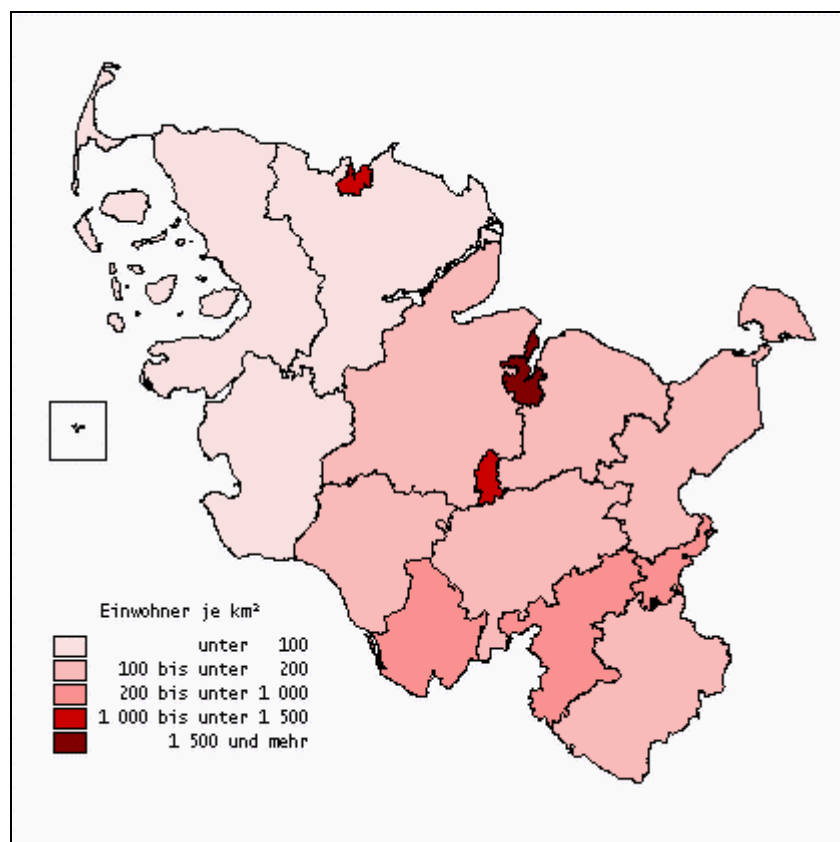 Einwohner je km²
unter 100
100 bis unter 200
200 bis unter 1 000
1 000 bis unter 1 500
1 500 und mehr